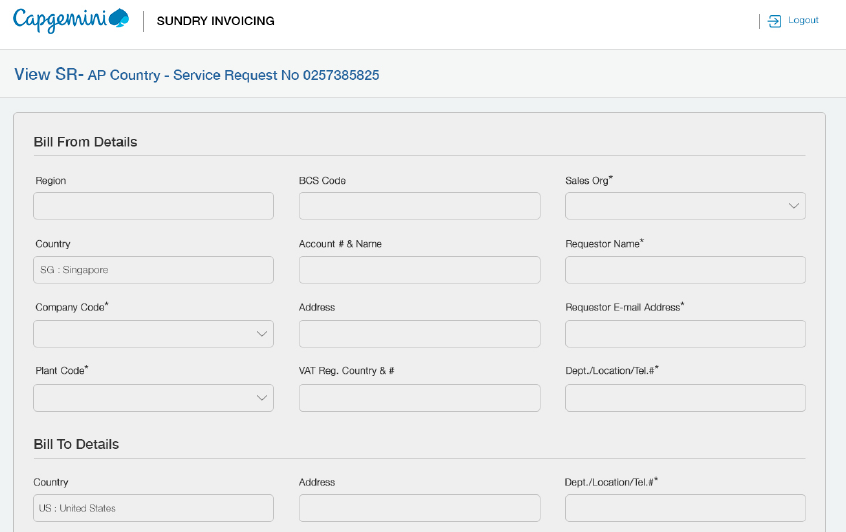 Capgemini SUNDRY INVOICING Logout
View SR- AP Country - Service Request No 0257385825
Bill From Details
Region BCS Code Sales Org*
Country Account # & Name Requestor Name*
SG : Singapore
Company Code* Address Requestor E-mail Address*
Plant Code* VAT Reg. Country & # Dept./Location/Tel.#*
Bill To Details
Country Address Dept./Location/Tel.#*
US : United States